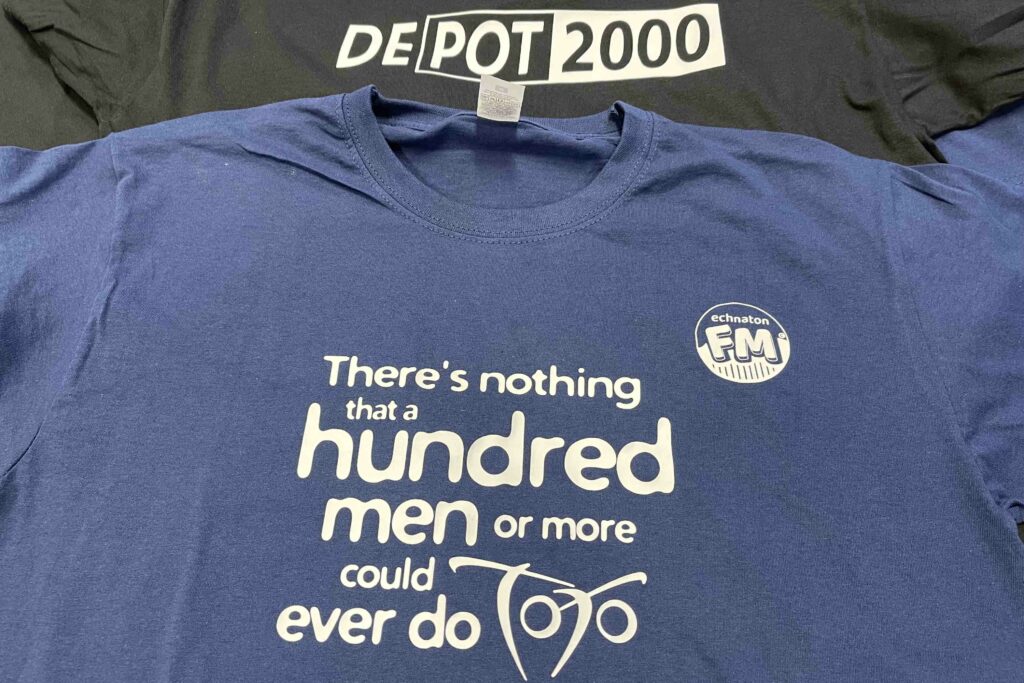 DEPOT 2000
echnaton
FM
There's nothing
that a
hundred
men or more
could
ever do TOTO